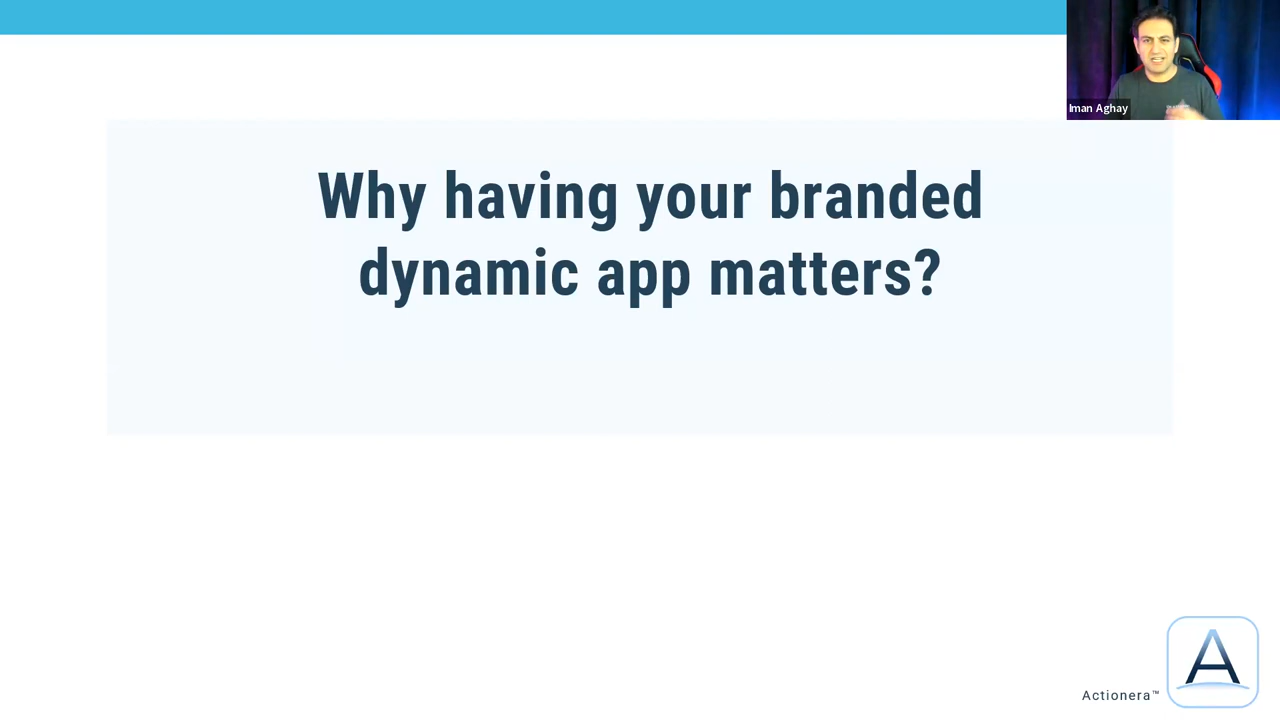 Iman Aghay
Why having your branded
dynamic app matters?
Actionera™
A